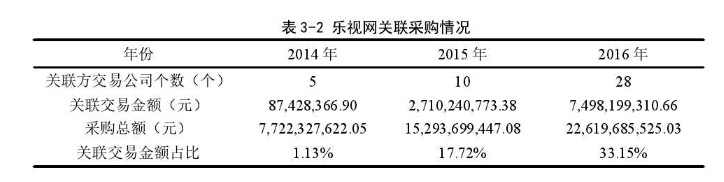 表 3-2 乐视网关联采购情况
年份 2014 年 2015 年 2016 年
关联方交易公司个数（个） 5 10 28
关联交易金额（元） 87,428,366.90 2,710,240,773.38 7,498,199,310.66
采购总额（元） 7,722,327,622.05 15,293,699,447.08 22,619,685,525.03
关联交易金额占比 1.13% 17.72% 33.15%